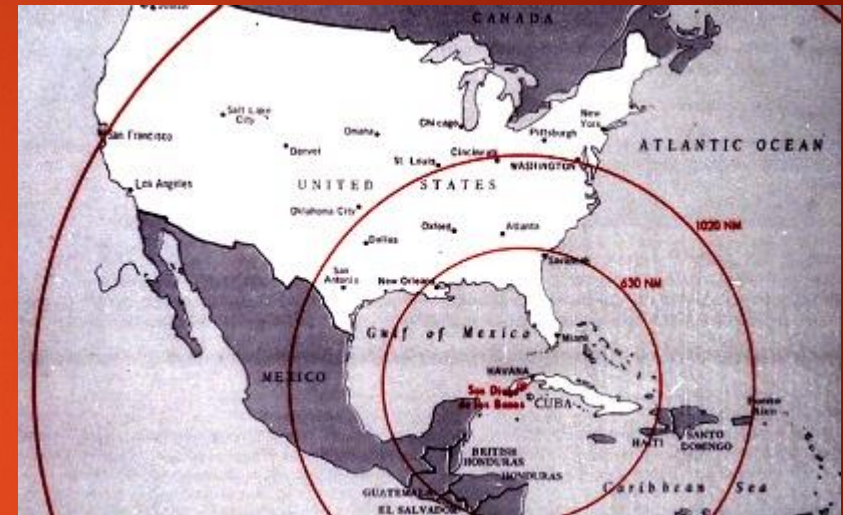 CANADA
Salt Lake
City
San Francisco
Omaha
Chicago
New
York
Pittsburgh
ATLANTIC OCEAN
Denver
St Louis
Cincinnati
WASHINGTON
Los Angeles
UNITED STATES
Oklahoma City
Oxford
Atlanta
1020 NM
Dallas
Savannah
San
Antonio
New Orleans
630 NM
Gulf of Mexico
Miami
HAVANA
MEXICO
San Diego
de los Banos
CUBA
Puerto
Rico
HAITI
SANTO
DOMINGO
BRITISH
HONDURAS
HONDURAS
GUATEMALA
Caribbean Sea
EL SALVADOR